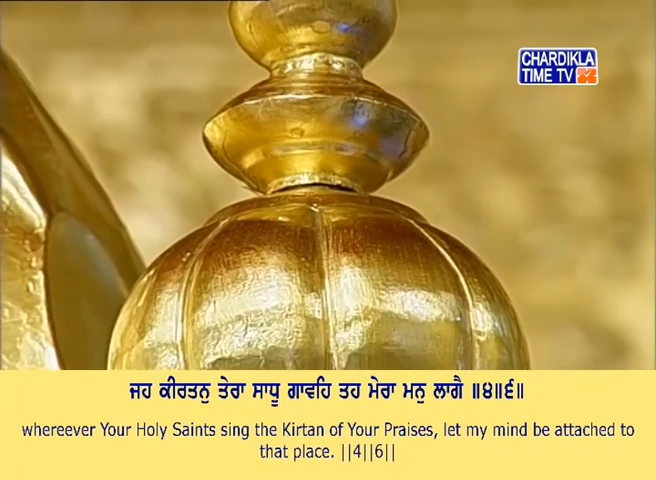 CHARDIKLA
TIME TV
ਜਹ ਕੀਰਤਨੁ ਤੇਰਾ ਸਾਧੂ ਗਾਵਹਿ ਤਹ ਮੇਰਾ ਮਨੁ ਲਾਗੈ ॥੪॥੬॥
whereever Your Holy Saints sing the Kirtan of Your Praises, let my mind be attached to
that place. ||4||6||